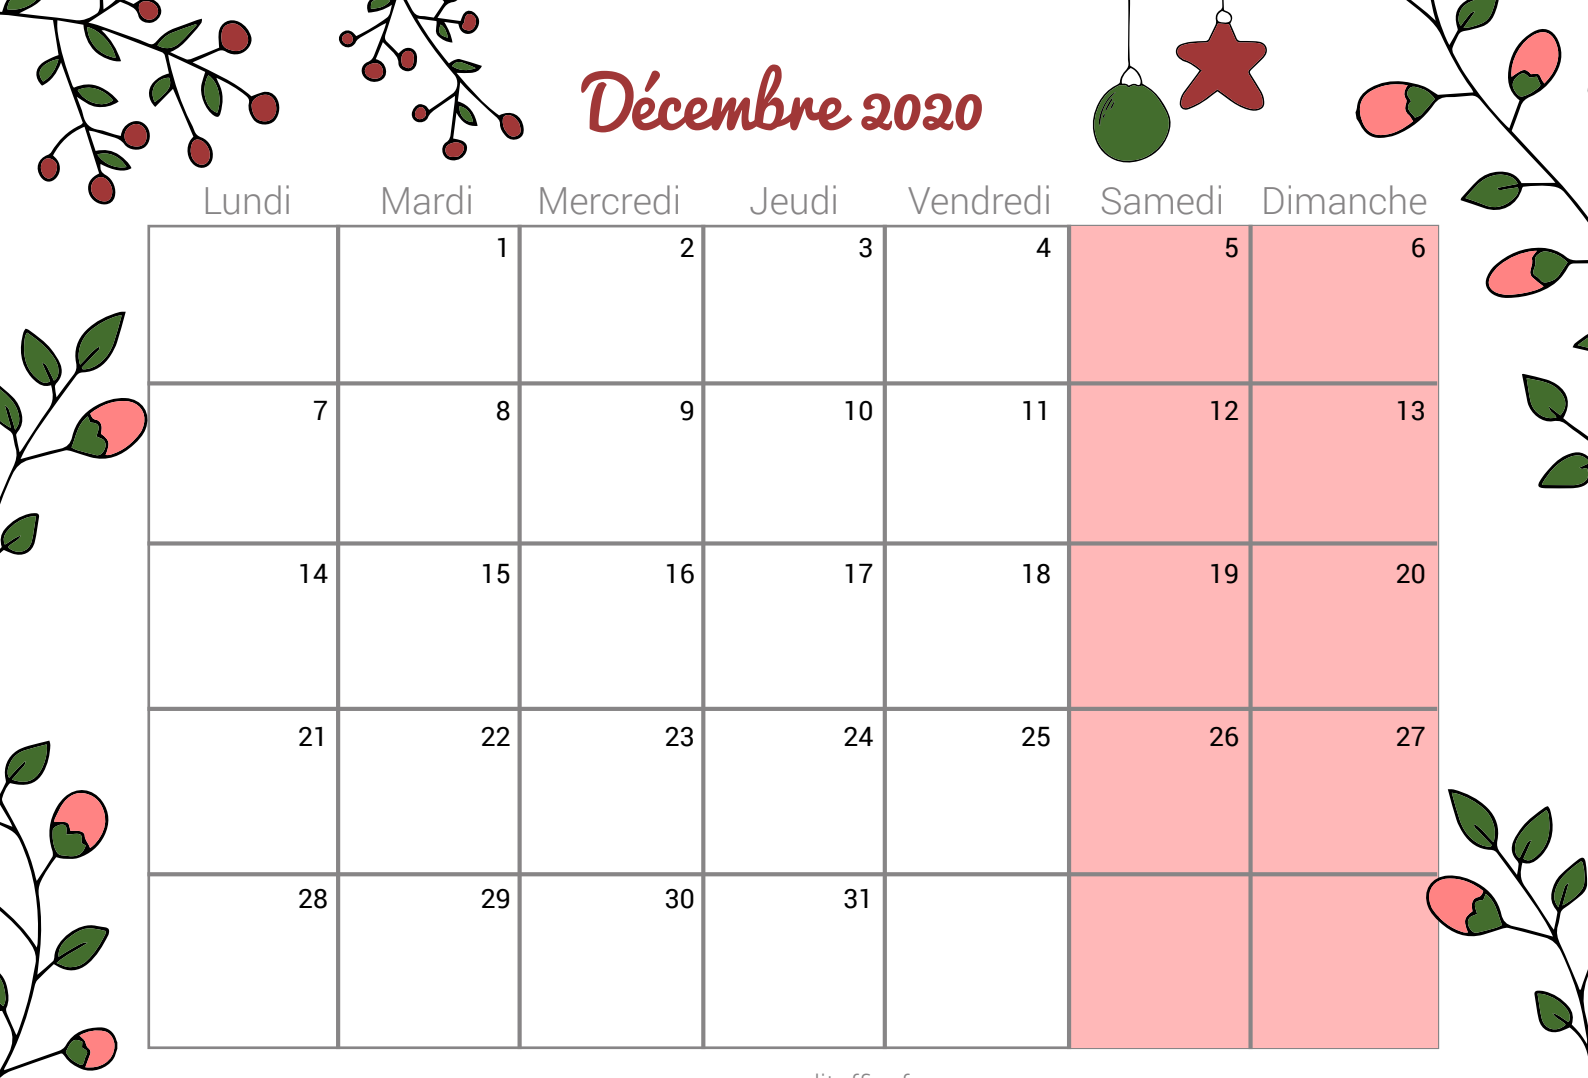 Décembre 2020
Lundi Mardi Mercredi Jeudi Vendredi Samedi Dimanche
1 2 3 4 5 6
7 8 9 10 11 12 13
14 15 16 17 18 19 20
21 22 23 24 25 26 27
28 29 30 31